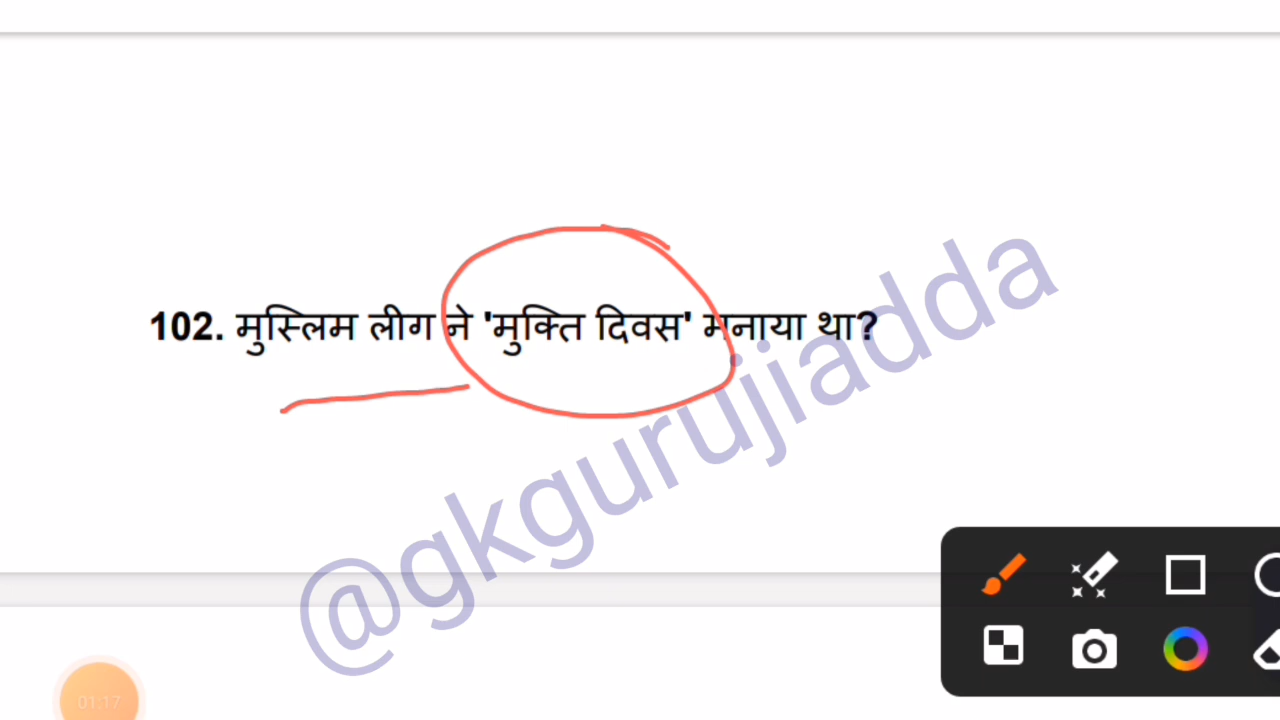 102. मुस्लिम लीग ने 'मुक्ति दिवस' मनाया था?
@gkgurujiadda
01:17